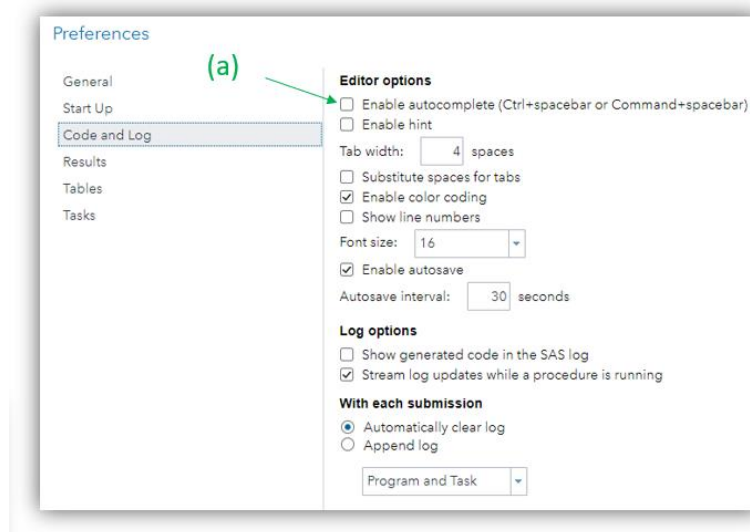 Preferences
(a)
General
Start Up
Code and Log
Results
Tables
Tasks
Editor options
Enable autocomplete (Ctrl+spacebar or Command+spacebar)
Enable hint
Tab width: 4 spaces
Substitute spaces for tabs
Enable color coding
Show line numbers
Font size: 16
Enable autosave
Autosave interval: 30 seconds
Log options
Show generated code in the SAS log
Stream log updates while a procedure is running
With each submission
Automatically clear log
Append log
Program and Task